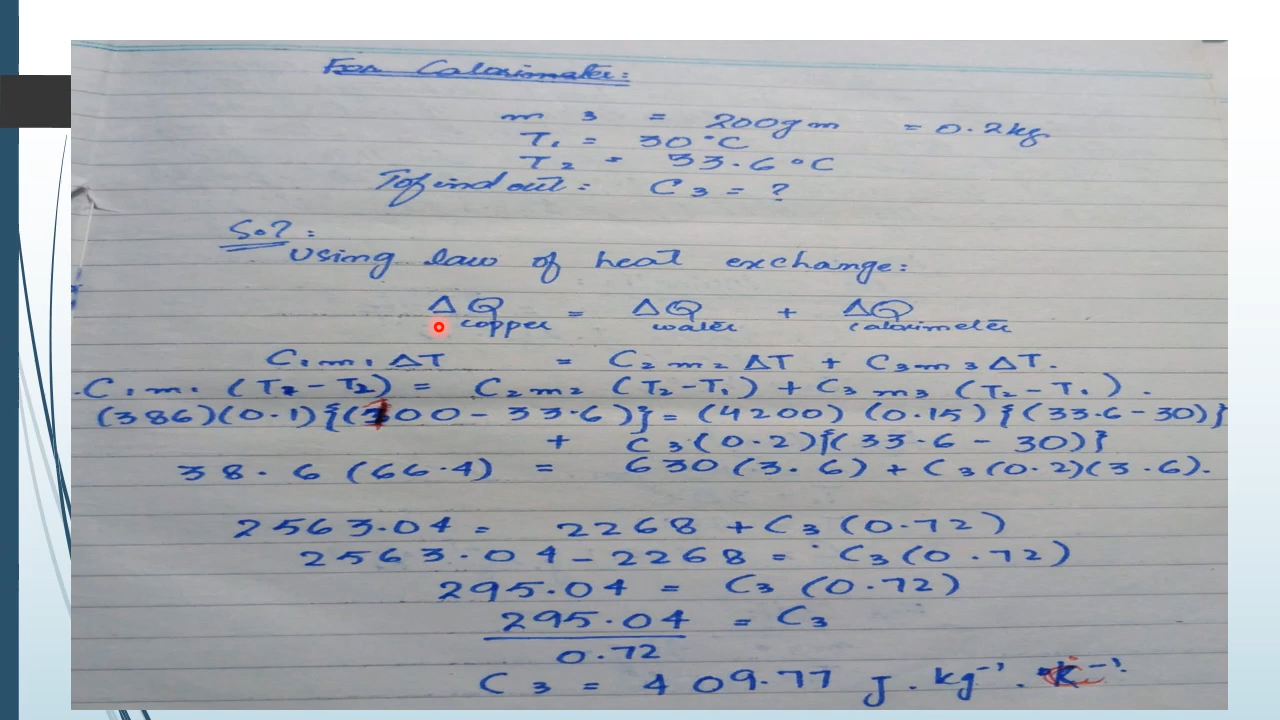 For Calorimeter:
m 3 = 200gm = 0.2kg
T₁ = 30°C
T₂ = 33.6°C
To find out: C₃ = ?
Sol:
Using law of heat exchange:
ΔQ copper = ΔQ water + ΔQ calorimeter
C₁m₁ΔT = C₂m₂ΔT + C₃m₃ΔT.
C₁m₁(T₃-T₂) = C₂m₂(T₂-T₁) + C₃m₃(T₂-T₁).
(386)(0.1){(100-33.6)} = (4200)(0.15){(33.6-30)}
+ C₃(0.2){(33.6-30)}
38.6(66.4) = 630(3.6) + C₃(0.2)(3.6).
2563.04 = 2268 + C₃(0.72)
2563.04 - 2268 = C₃(0.72)
295.04 = C₃(0.72)
295.04 = C₃
0.72
C₃ = 409.77 J.kg⁻¹.K⁻¹.